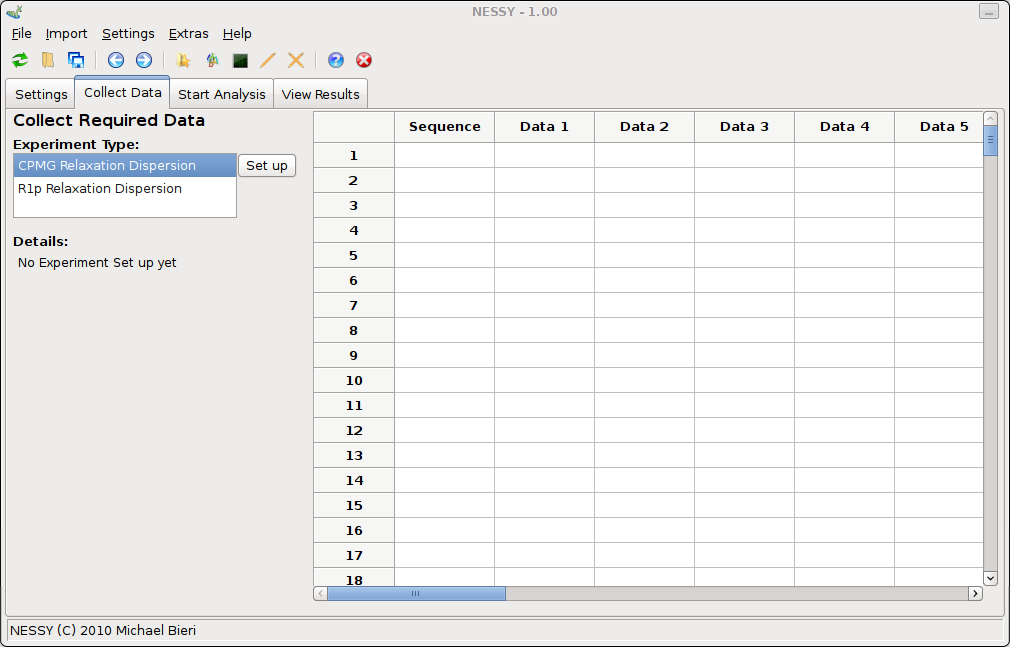 NESSY - 1.00
File Import Settings Extras Help
Settings Collect Data Start Analysis View Results
Collect Required Data
Experiment Type:
CPMG Relaxation Dispersion Set up
R1p Relaxation Dispersion
Details:
No Experiment Set up yet
Sequence Data 1 Data 2 Data 3 Data 4 Data 5
1
2
3
4
5
6
7
8
9
10
11
12
13
14
15
16
17
18
NESSY (C) 2010 Michael Bieri